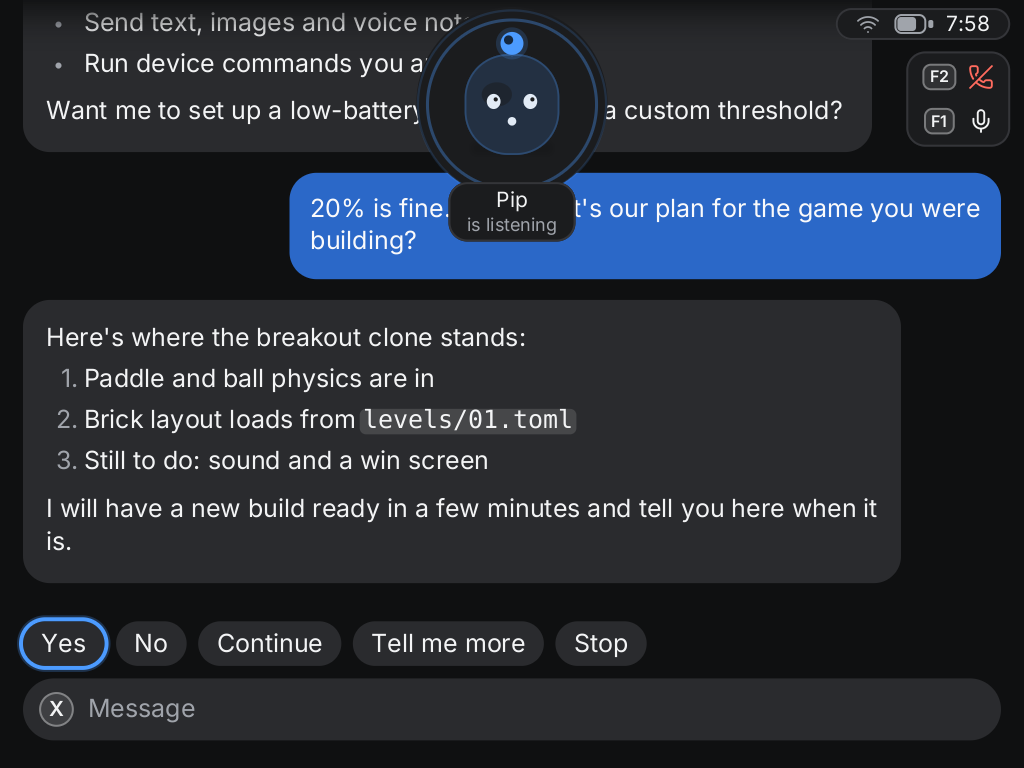 Send text, images and voice not
7:58
Run device commands you a
F2
Want me to set up a low-battery a custom threshold?
F1
20% is fine. t's our plan for the game you were
building?
Pip
is listening
Here's where the breakout clone stands:
1. Paddle and ball physics are in
2. Brick layout loads from levels/01.toml
3. Still to do: sound and a win screen
I will have a new build ready in a few minutes and tell you here when it
is.
Yes No Continue Tell me more Stop
X Message